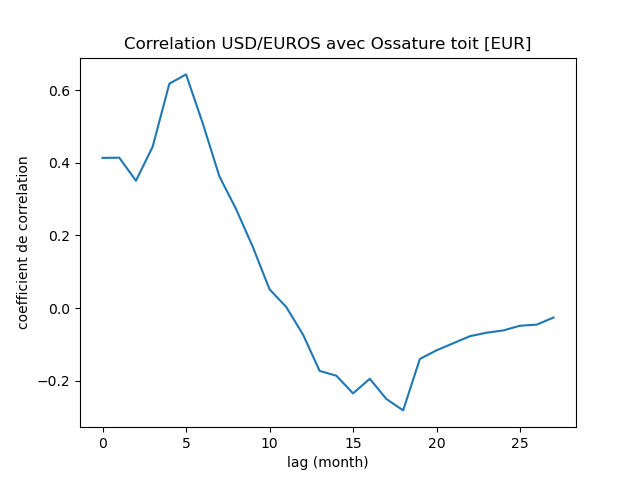 Correlation USD/EUROS avec Ossature toit [EUR]
coefficient de correlation
0.6
0.4
0.2
0.0
−0.2
0 5 10 15 20 25
lag (month)